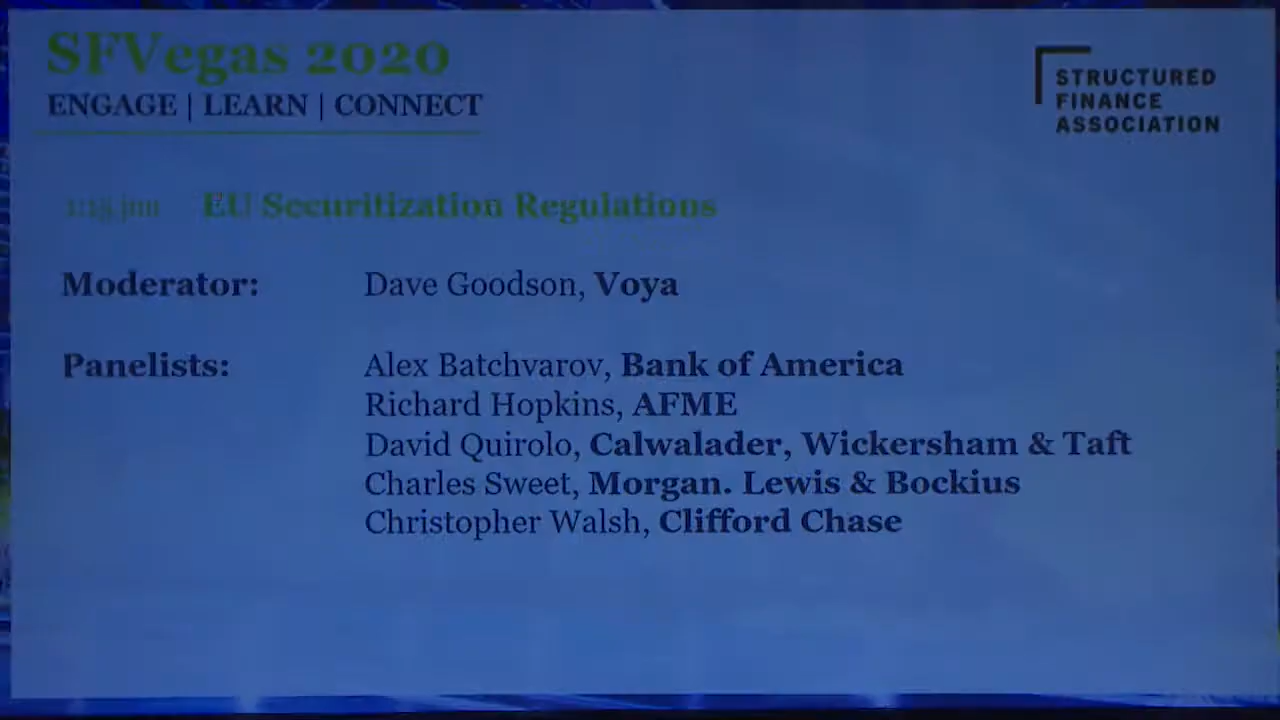 SFVegas 2020
ENGAGE | LEARN | CONNECT
STRUCTURED
FINANCE
ASSOCIATION
EU Securitization Regulations
Moderator: Dave Goodson, Voya
Panelists: Alex Batchvarov, Bank of America
Richard Hopkins, AFME
David Quirolo, Calwalader, Wickersham & Taft
Charles Sweet, Morgan. Lewis & Bockius
Christopher Walsh, Clifford Chase